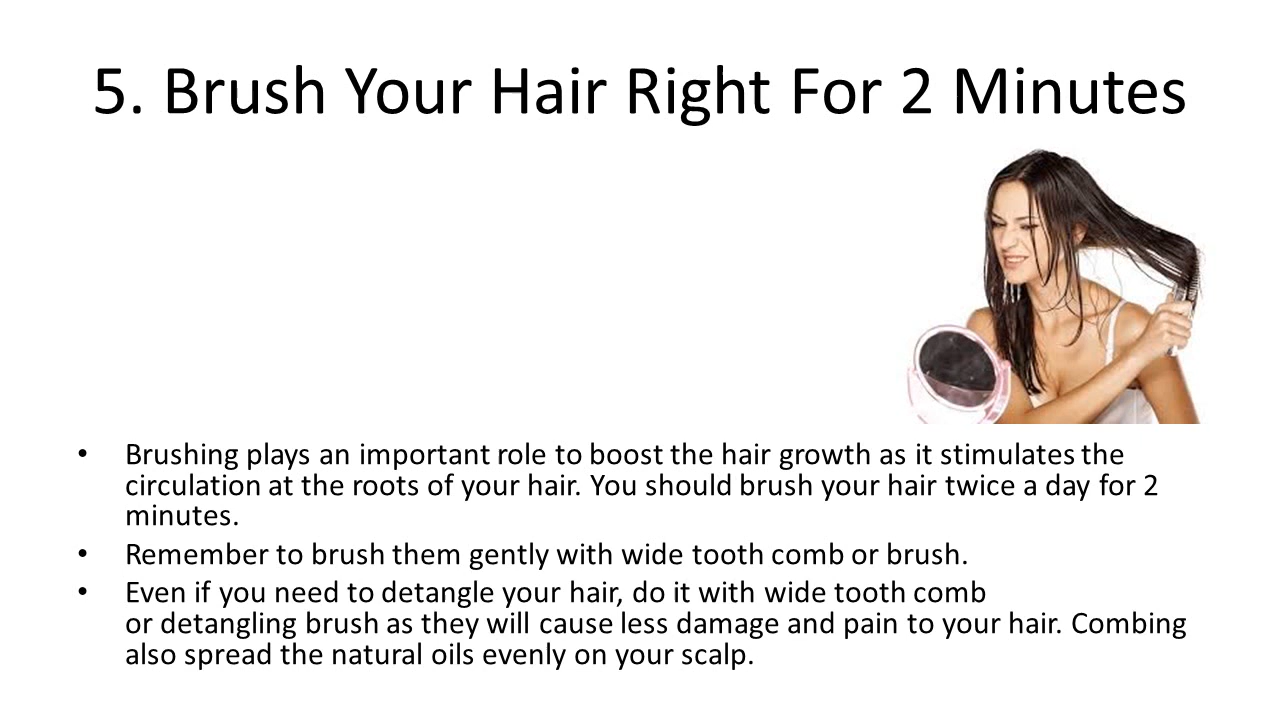 5. Brush Your Hair Right For 2 Minutes
• Brushing plays an important role to boost the hair growth as it stimulates the
circulation at the roots of your hair. You should brush your hair twice a day for 2
minutes.
• Remember to brush them gently with wide tooth comb or brush.
• Even if you need to detangle your hair, do it with wide tooth comb
or detangling brush as they will cause less damage and pain to your hair. Combing
also spread the natural oils evenly on your scalp.